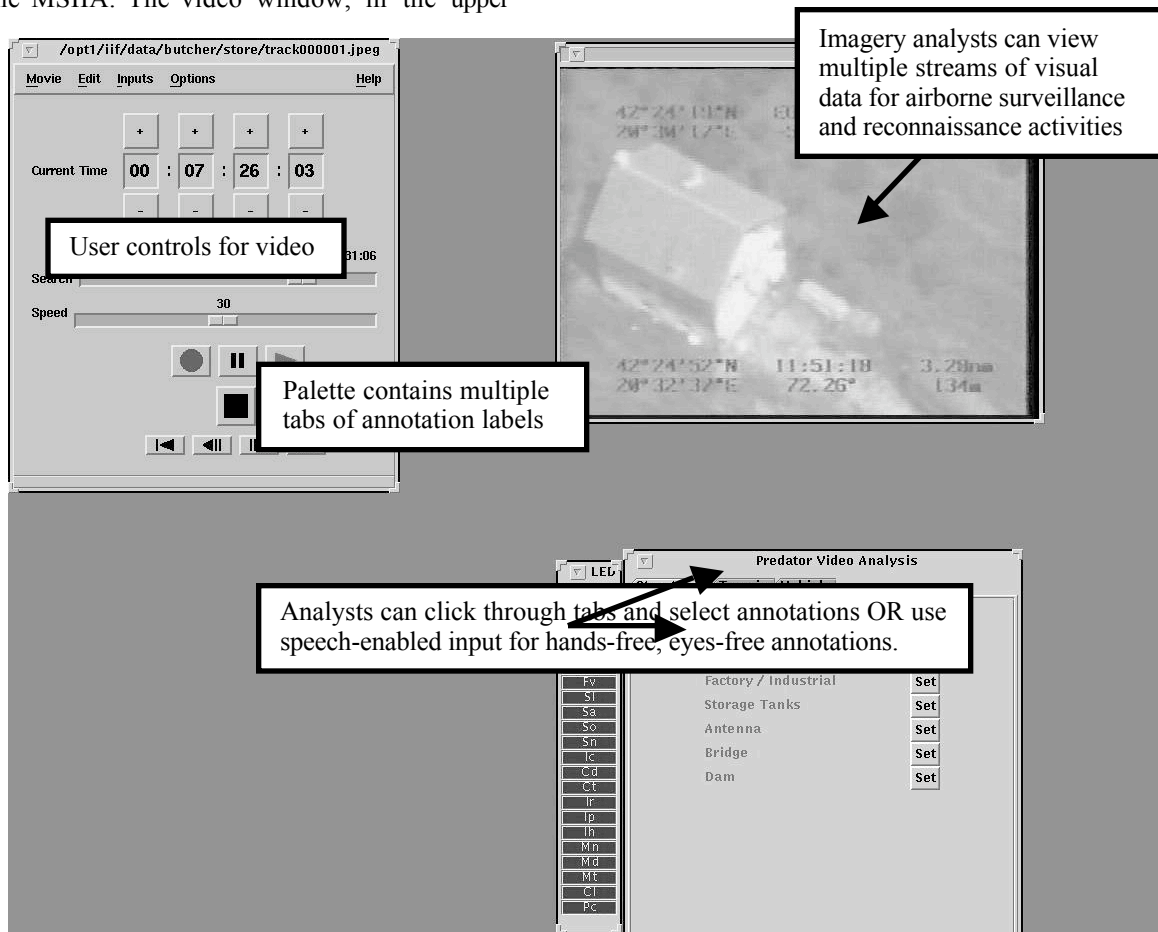 ne MSHA. The video window, in the upper
/opt1/iif/data/butcher/store/track000001.jpeg
Movie Edit Inputs Options Help
+ + + +
Current Time 00 : 07 : 26 : 03
- - - -
User controls for video
31:06
Search
30
Speed
Palette contains multiple
tabs of annotation labels
Imagery analysts can view
multiple streams of visual
data for airborne surveillance
and reconnaissance activities
42°24'52"N 11:51:18 3.28nm
20°32'32"E 72.26° 134m
LED
Predator Video Analysis
Analysts can click through tabs and select annotations OR use
speech-enabled input for hands-free, eyes-free annotations.
Fv
Sl
Sa
So
Sn
Ic
Cd
Ct
Ir
Ip
Ih
Mn
Md
Mt
Cl
Pc
Factory / Industrial Set
Storage Tanks Set
Antenna Set
Bridge Set
Dam Set